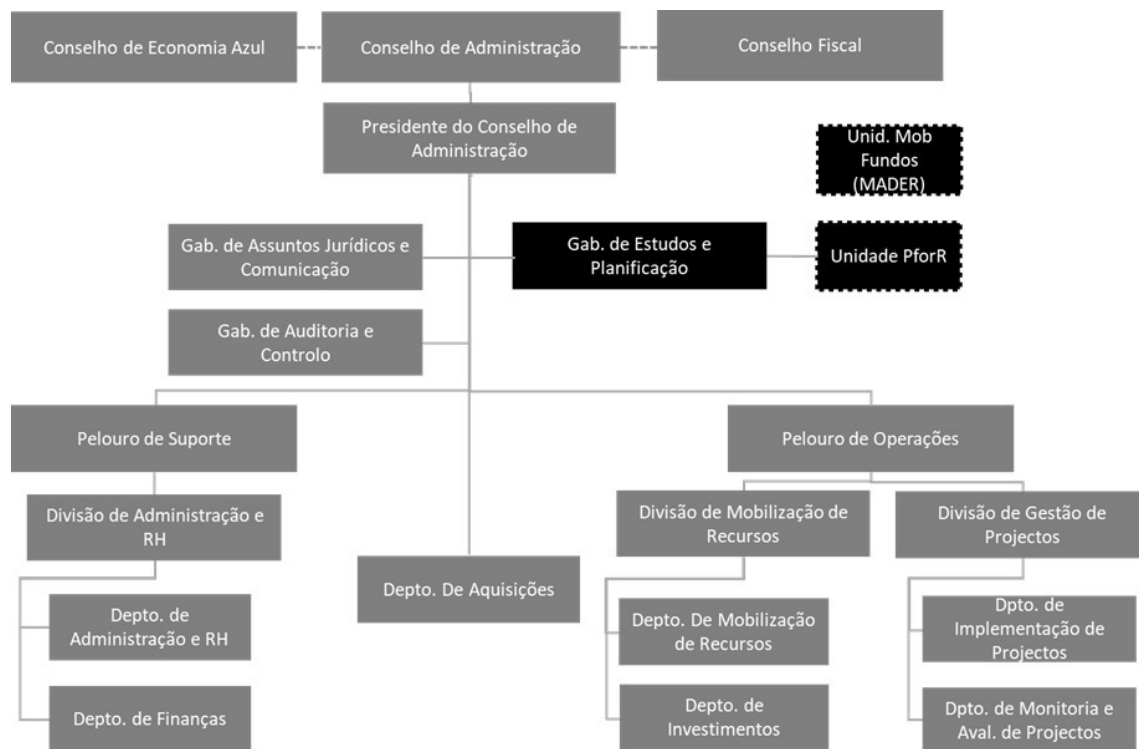 Conselho de Economia Azul
Conselho de Administração
Conselho Fiscal
Presidente do Conselho de
Administração
Unid. Mob
Fundos
(MADER)
Gab. de Assuntos Jurídicos e
Comunicação
Gab. de Estudos e
Planificação
Unidade PforR
Gab. de Auditoria e
Controlo
Pelouro de Suporte
Pelouro de Operações
Divisão de Administração e
RH
Divisão de Mobilização de
Recursos
Divisão de Gestão de
Projectos
Depto. De Aquisições
Depto. de
Administração e RH
Depto. De Mobilização
de Recursos
Dpto. de
Implementação de
Projectos
Depto. de Finanças
Depto. de
Investimentos
Dpto. de Monitoria e
Aval. de Projectos